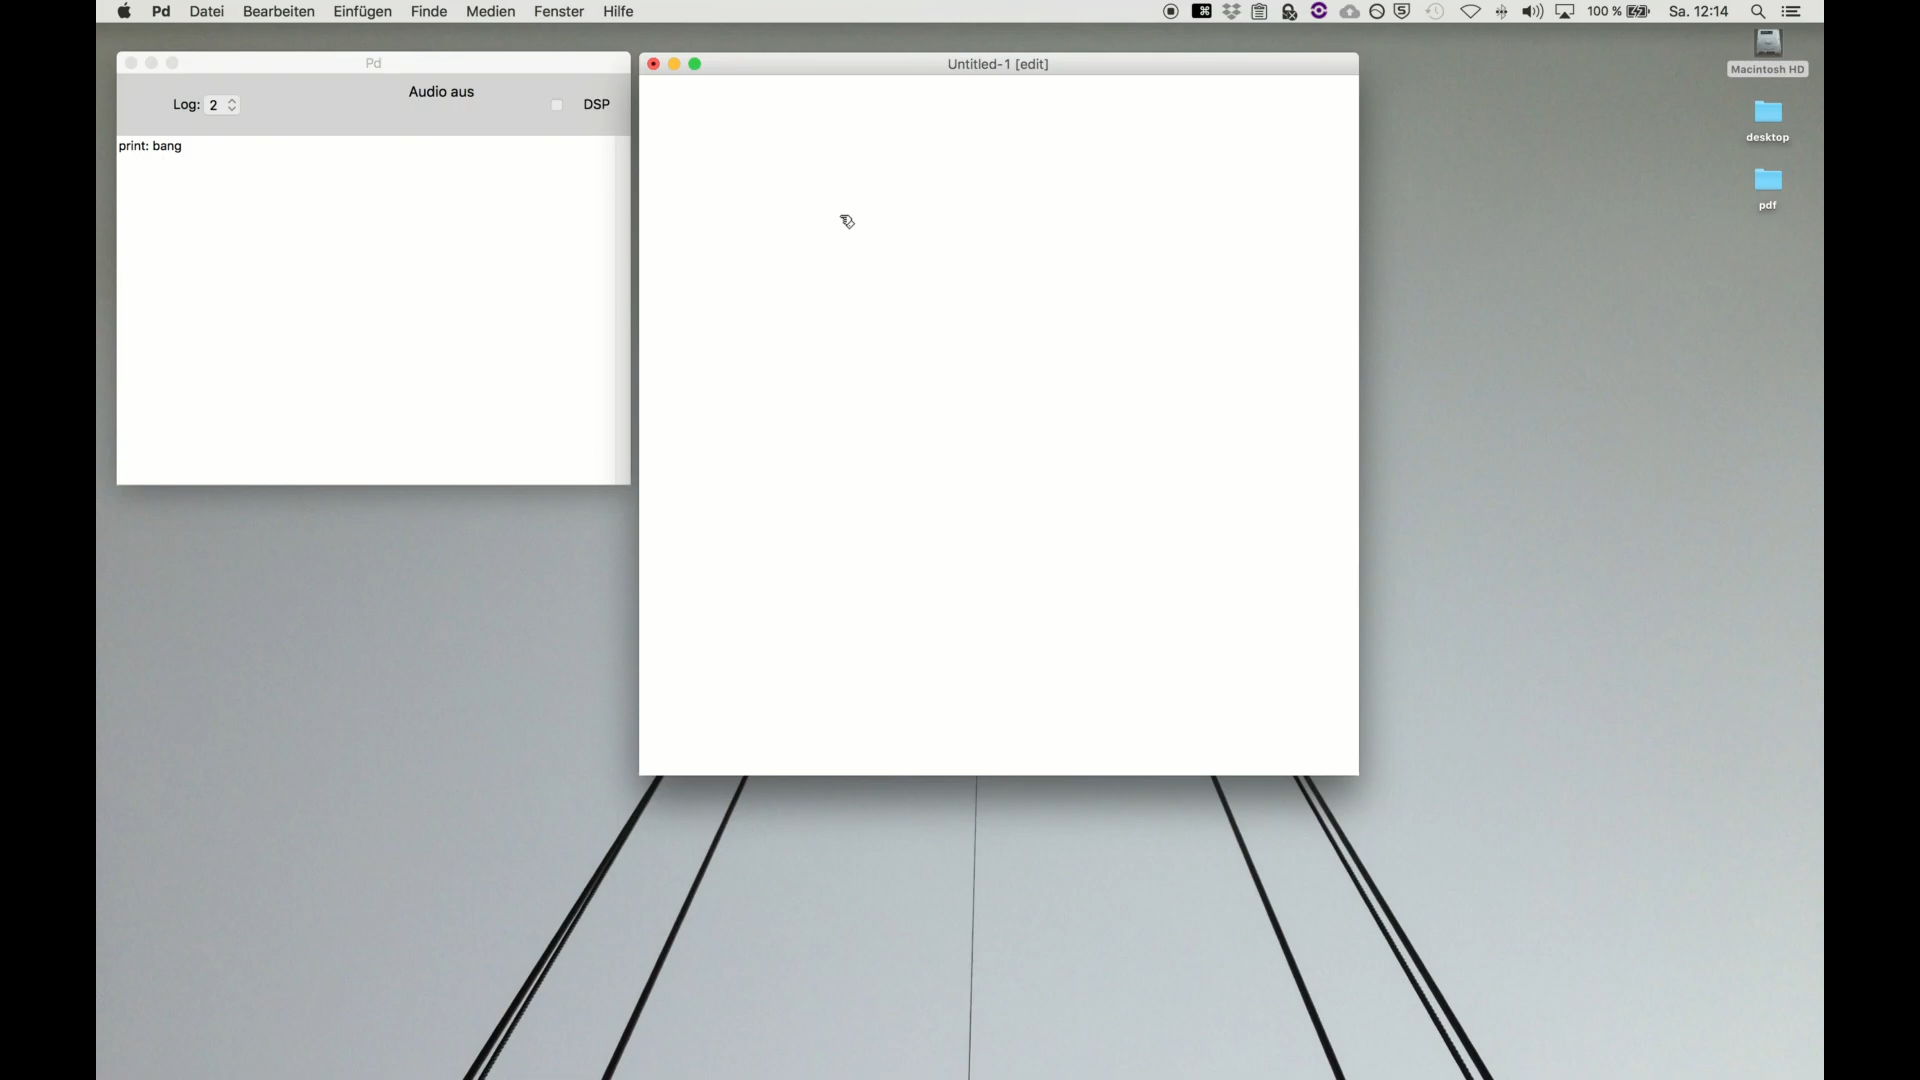 Pd Datei Bearbeiten Einfügen Finde Medien Fenster Hilfe
100 % Sa. 12:14
Macintosh HD
desktop
pdf
Pd
Audio aus
Log: 2
DSP
print: bang
Untitled-1 [edit]